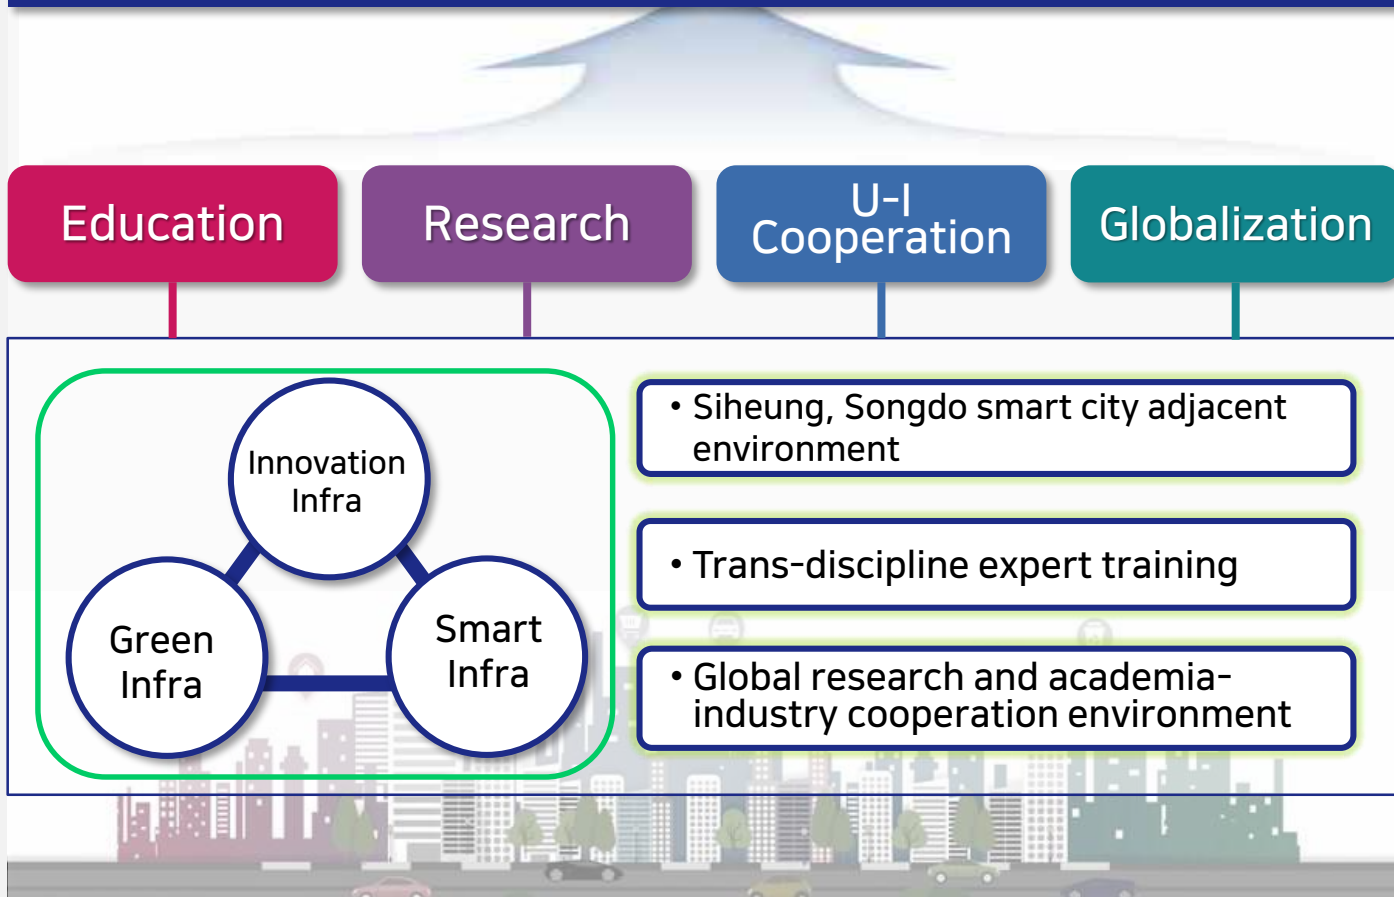 Education
Research
U-I
Cooperation
Globalization
Innovation
Infra
Green
Infra
Smart
Infra
• Siheung, Songdo smart city adjacent
environment
• Trans-discipline expert training
• Global research and academia-
industry cooperation environment